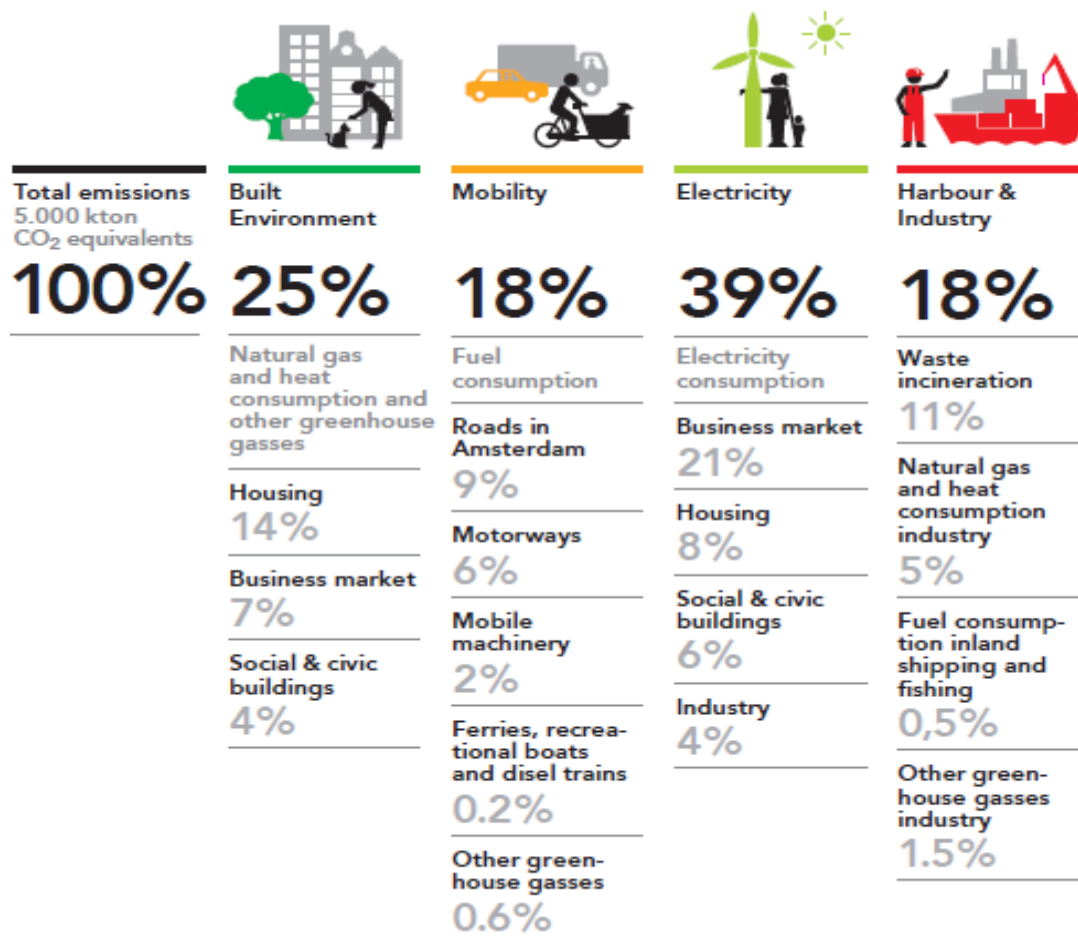 Total emissions
5.000 kton
CO₂ equivalents
100%
Built
Environment
25%
Natural gas
and heat
consumption and
other greenhouse
gasses
Housing
14%
Business market
7%
Social & civic
buildings
4%
Mobility
18%
Fuel
consumption
Roads in
Amsterdam
9%
Motorways
6%
Mobile
machinery
2%
Ferries, recrea-
tional boats
and disel trains
0.2%
Other green-
house gasses
0.6%
Electricity
39%
Electricity
consumption
Business market
21%
Housing
8%
Social & civic
buildings
6%
Industry
4%
Harbour &
Industry
18%
Waste
incineration
11%
Natural gas
and heat
consumption
industry
5%
Fuel consump-
tion inland
shipping and
fishing
0,5%
Other green-
house gasses
industry
1.5%